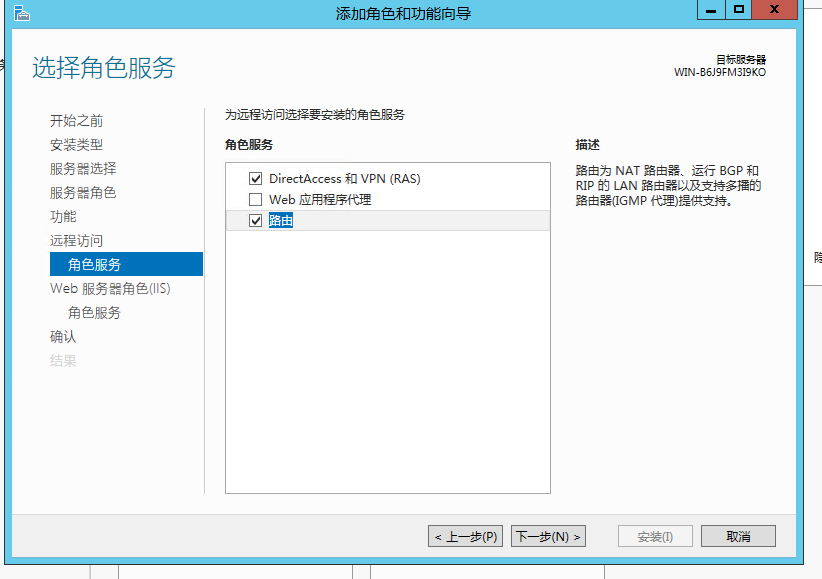 添加角色和功能向导
选择角色服务
目标服务器
WIN-B6J9FM3I9KO
开始之前
安装类型
服务器选择
服务器角色
功能
远程访问
角色服务
Web 服务器角色(IIS)
角色服务
确认
结果
为远程访问选择要安装的角色服务
角色服务
DirectAccess 和 VPN (RAS)
Web 应用程序代理
路由
描述
路由为 NAT 路由器、运行 BGP 和
RIP 的 LAN 路由器以及支持多播的
路由器(IGMP 代理)提供支持。
< 上一步(P)
下一步(N) >
安装(I)
取消